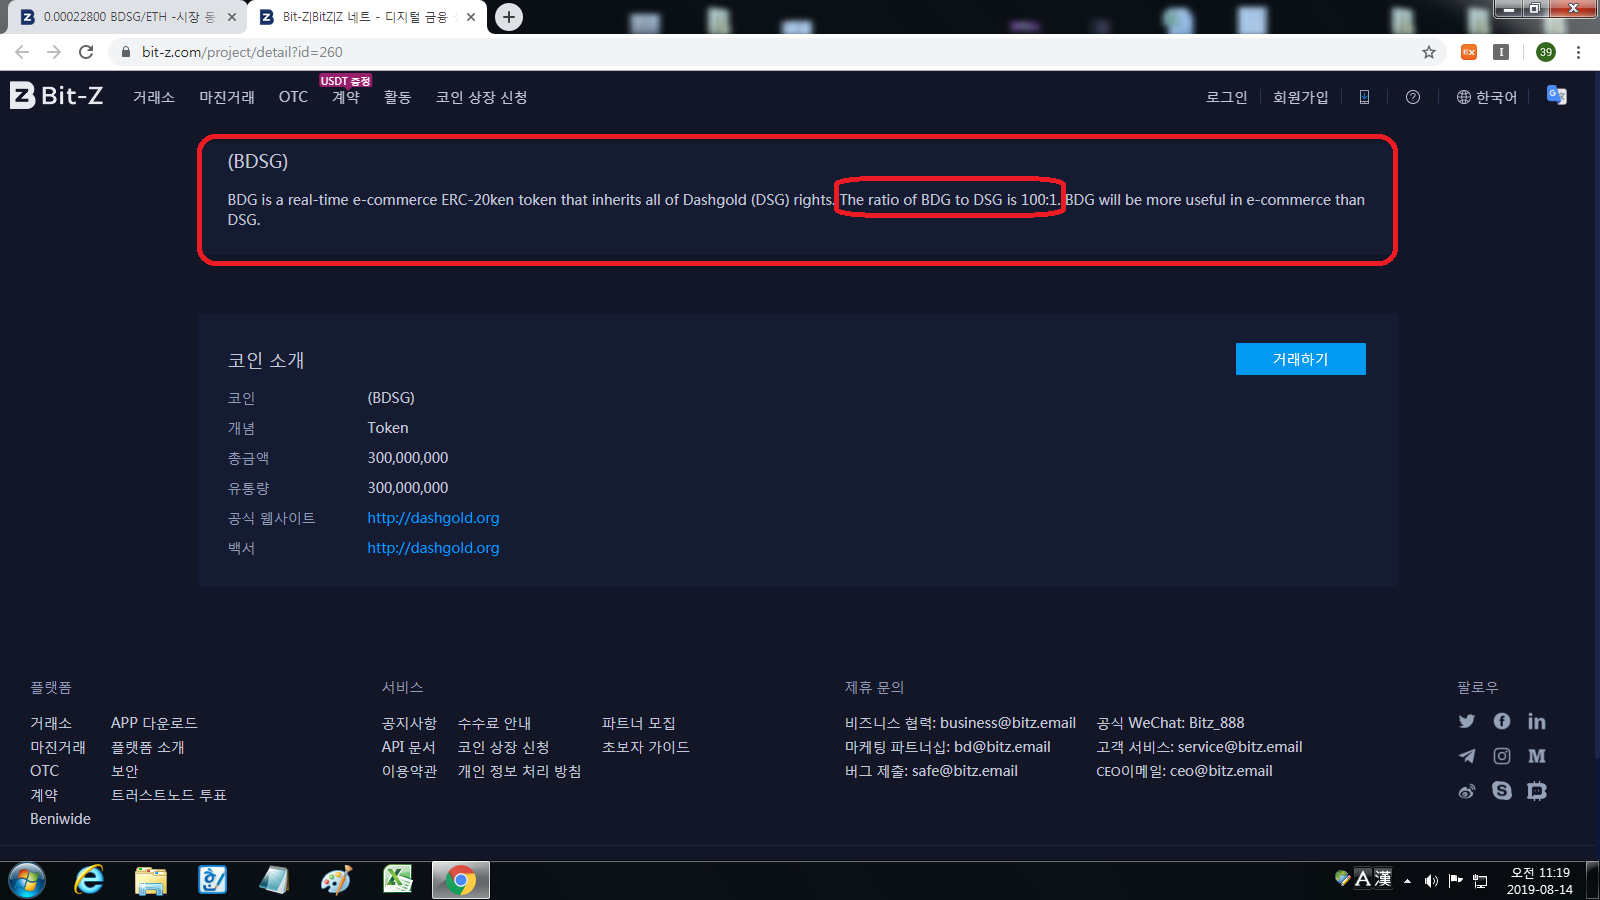 0.00022800 BDSG/ETH -시장 동
Bit-Z|BitZ|Z 네트 - 디지털 금융
bit-z.com/project/detail?id=260
39
Bit-Z
거래소 마진거래 OTC 계약 활동 코인 상장 신청
USDT 증정
로그인 회원가입 한국어
(BDSG)
BDG is a real-time e-commerce ERC-20ken token that inherits all of Dashgold (DSG) rights. The ratio of BDG to DSG is 100:1. BDG will be more useful in e-commerce than
DSG.
코인 소개
거래하기
코인 (BDSG)
개념 Token
총금액 300,000,000
유통량 300,000,000
공식 웹사이트 http://dashgold.org
백서 http://dashgold.org
플랫폼 서비스 제휴 문의 팔로우
거래소 APP 다운로드 공지사항 수수료 안내 파트너 모집 비즈니스 협력: business@bitz.email 공식 WeChat: Bitz_888
마진거래 플랫폼 소개 API 문서 코인 상장 신청 초보자 가이드 마케팅 파트너십: bd@bitz.email 고객 서비스: service@bitz.email
OTC 보안 이용약관 개인 정보 처리 방침 버그 제출: safe@bitz.email CEO이메일: ceo@bitz.email
계약 트러스트노드 투표
Beniwide
A 漢
오전 11:19
2019-08-14